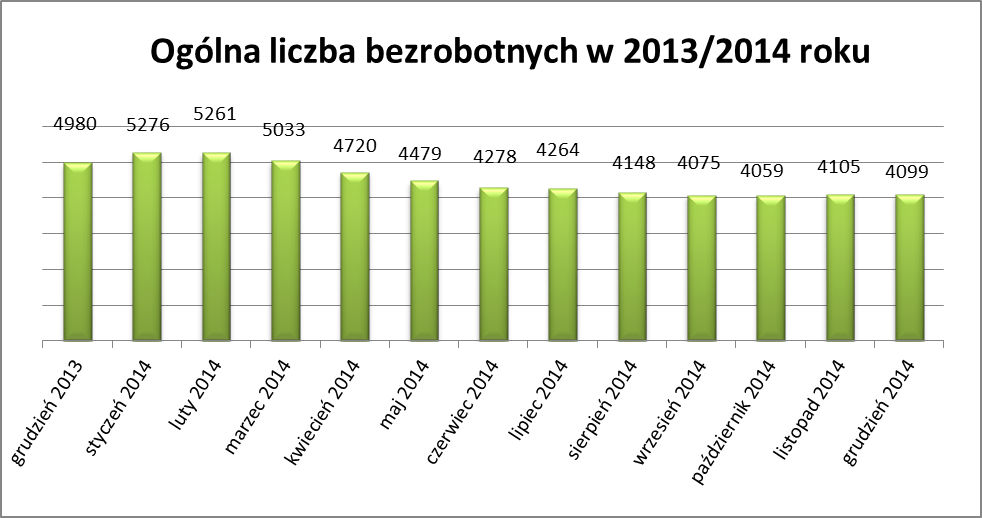 Ogólna liczba bezrobotnych w 2013/2014 roku
4980
5276
5261
5033
4720
4479
4278
4264
4148
4075
4059
4105
4099
grudzień 2013
styczeń 2014
luty 2014
marzec 2014
kwiecień 2014
maj 2014
czerwiec 2014
lipiec 2014
sierpień 2014
wrzesień 2014
październik 2014
listopad 2014
grudzień 2014